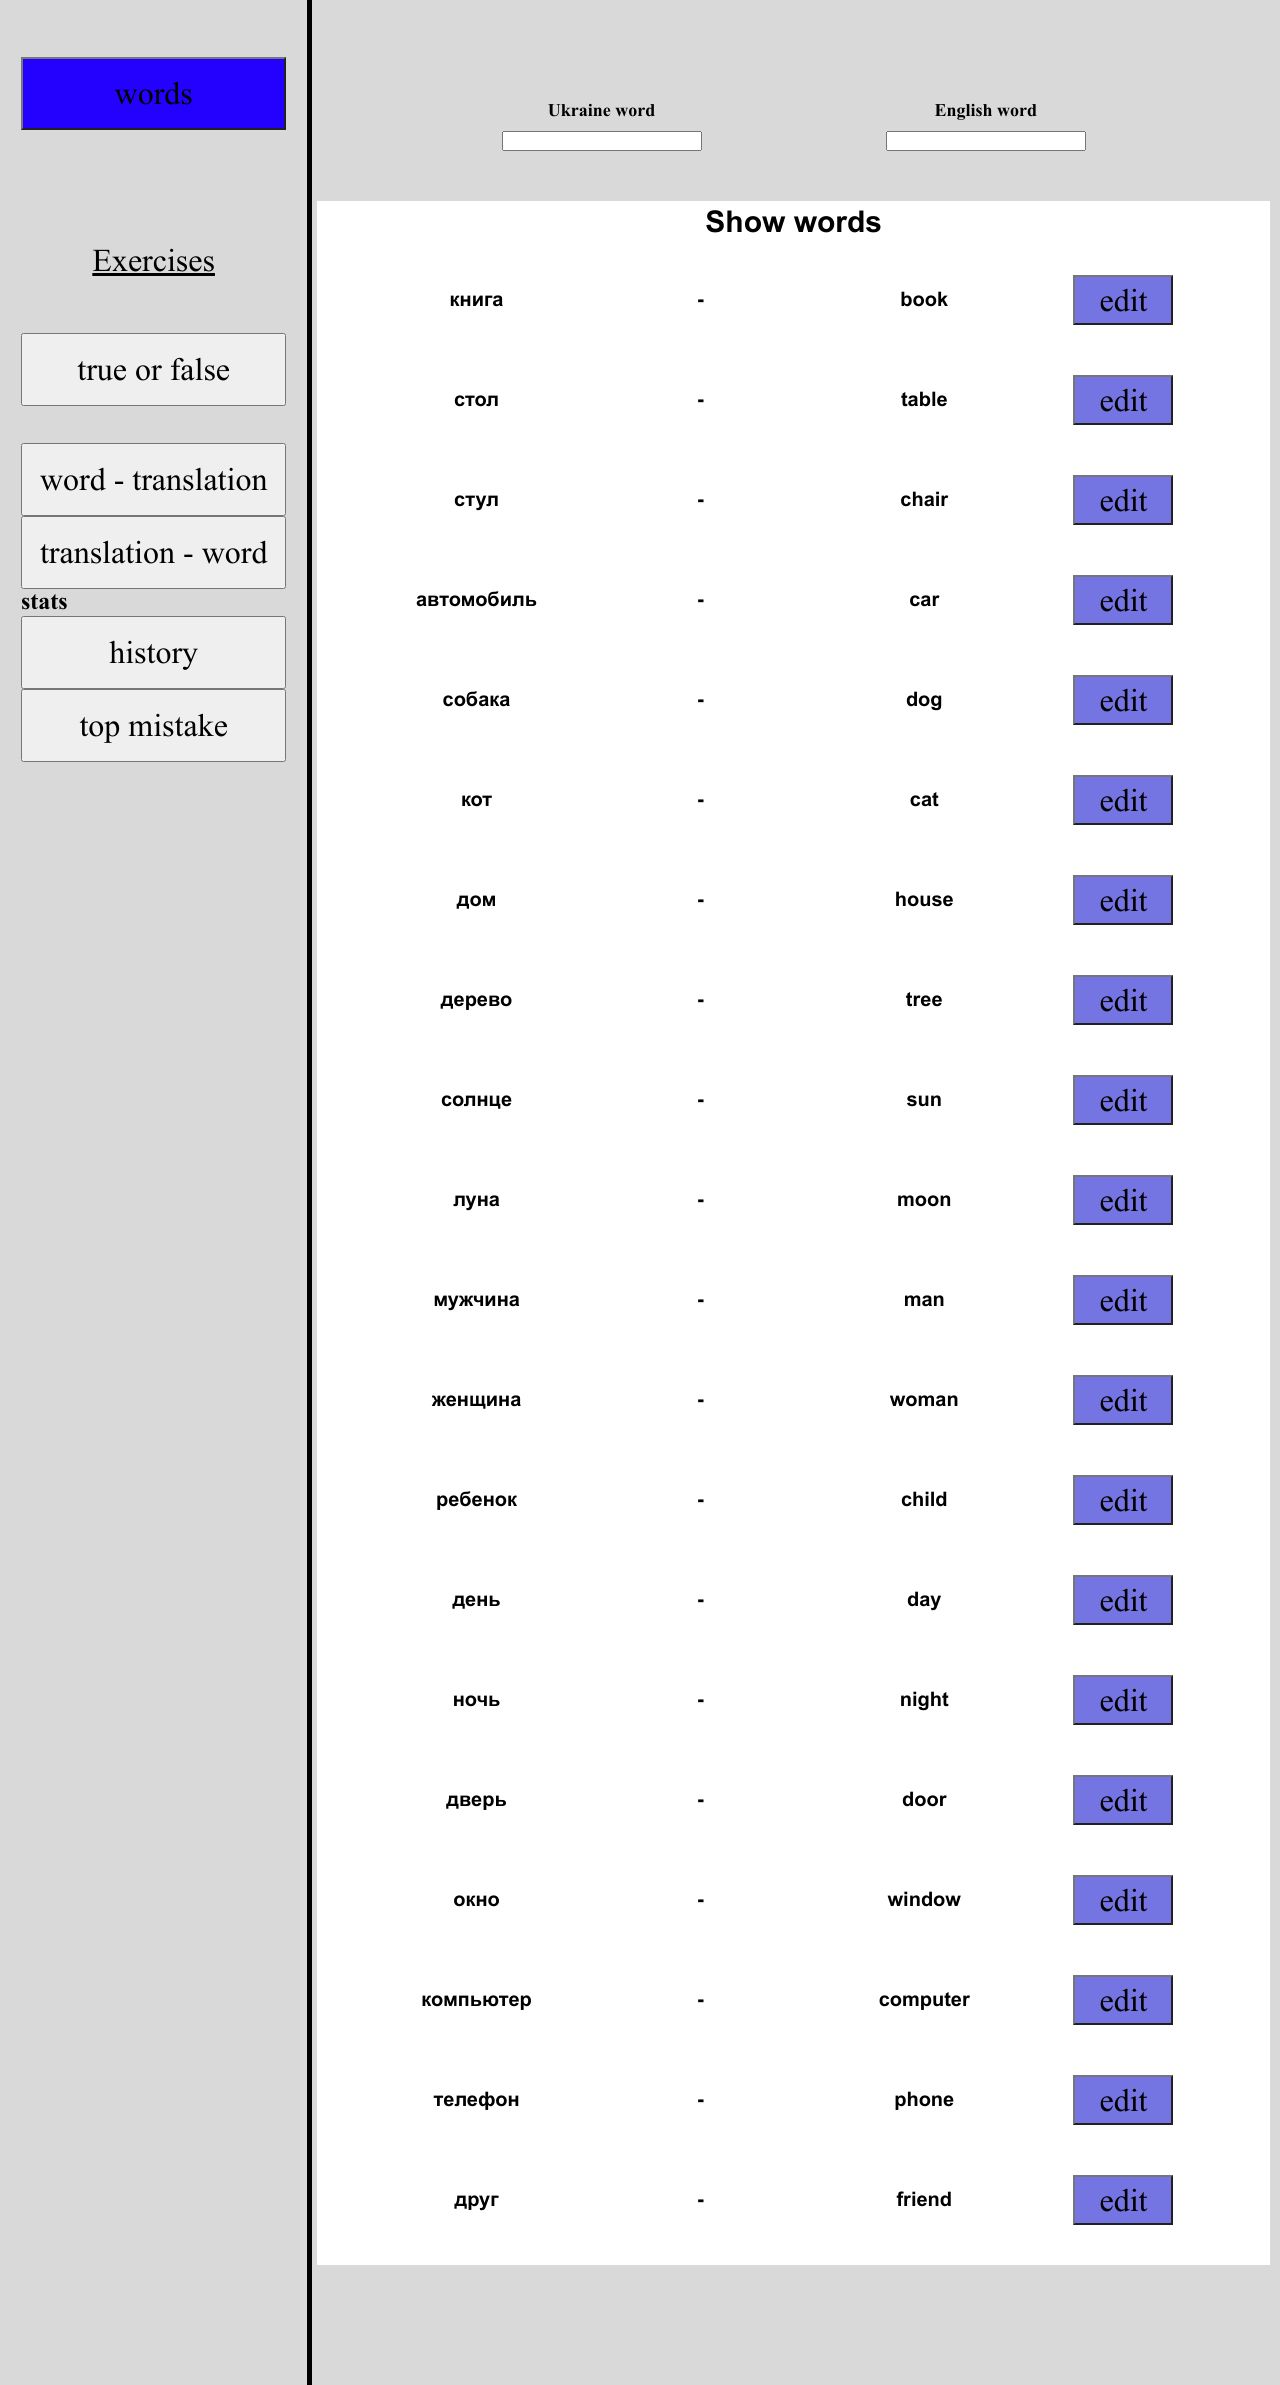 words
Exercises
true or false
word - translation
translation - word
stats
history
top mistake
Ukraine word English word
Show words
книга - book edit
стол - table edit
стул - chair edit
автомобиль - car edit
собака - dog edit
кот - cat edit
дом - house edit
дерево - tree edit
солнце - sun edit
луна - moon edit
мужчина - man edit
женщина - woman edit
ребенок - child edit
день - day edit
ночь - night edit
дверь - door edit
окно - window edit
компьютер - computer edit
телефон - phone edit
друг - friend edit